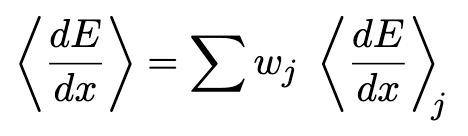 ⟨dE/dx⟩ = ∑ w_j ⟨dE/dx⟩_j